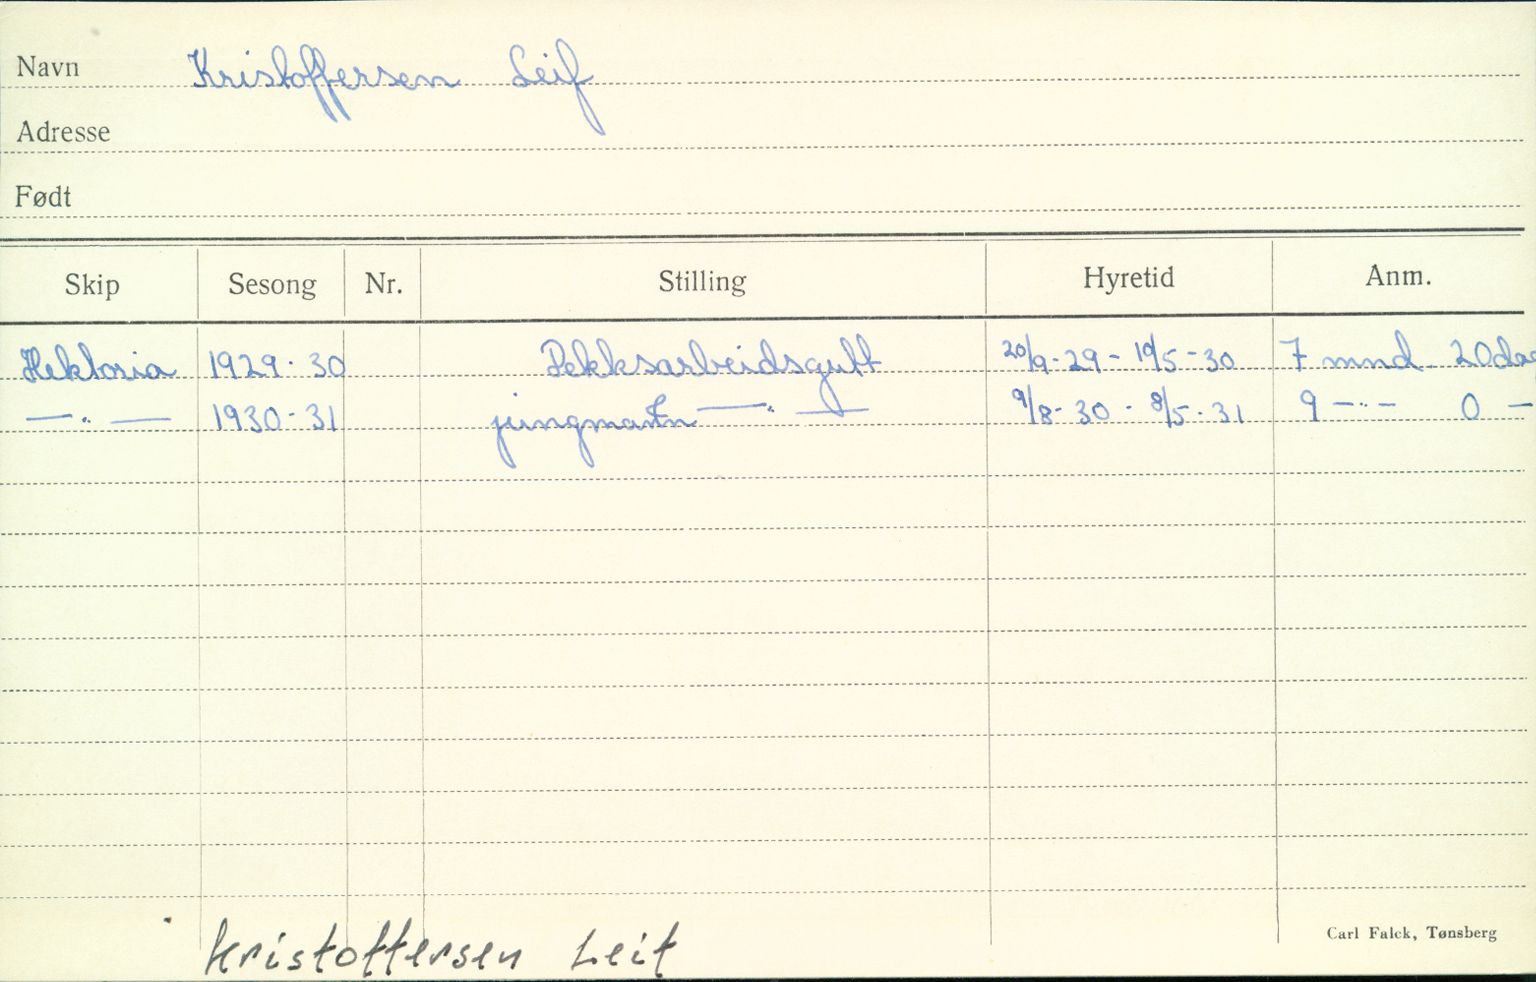 Navn Kristoffersen Leif
Adresse
Født
Skip Sesong Nr. Stilling Hyretid Anm.
Hektoria 1929-30 Dekksarbeidsgutt 20/9-29 - 10/5-30 7 mnd. 20 dag
—"— 1930-31 jungmann —"— 9/8-30 - 8/5-31 9 —"— 0 —
Kristoffersen Leif
Carl Falck, Tønsberg